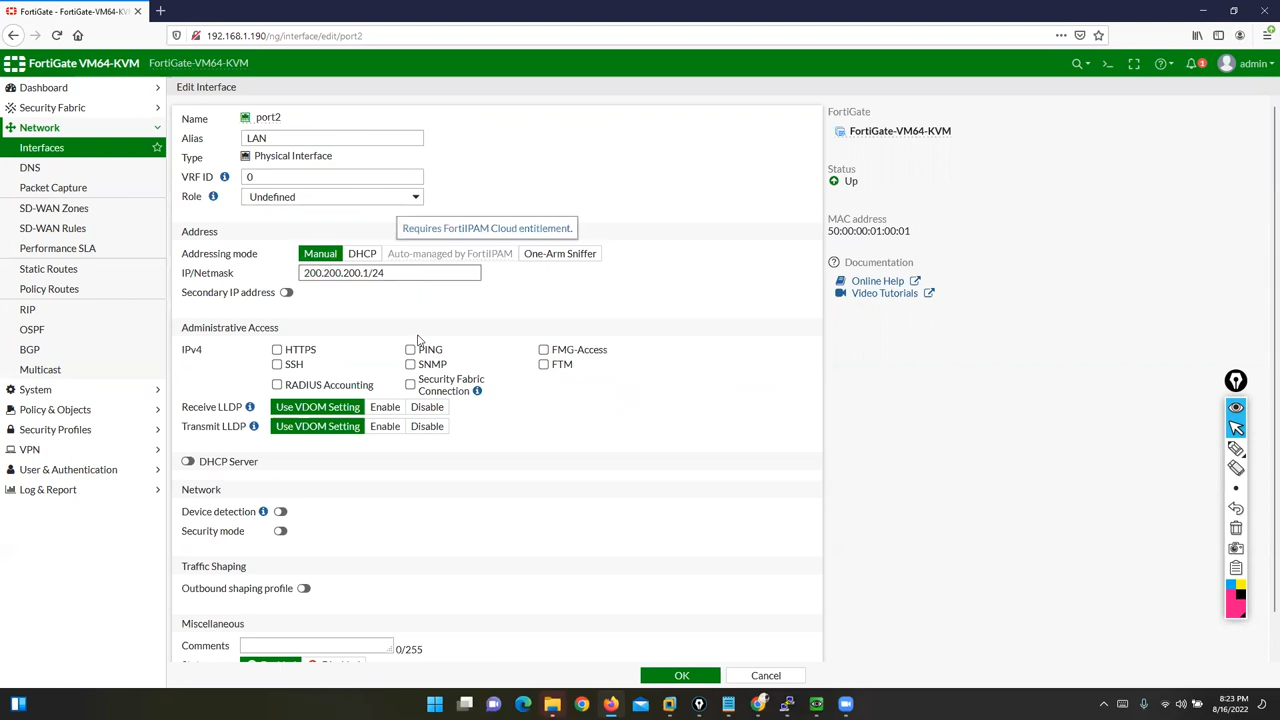 FortiGate - FortiGate-VM64-KVM
192.168.1.190/ng/interface/edit/port2
FortiGate VM64-KVM
FortiGate-VM64-KVM
1
admin
Dashboard
Security Fabric
Network
Interfaces
DNS
Packet Capture
SD-WAN Zones
SD-WAN Rules
Performance SLA
Static Routes
Policy Routes
RIP
OSPF
BGP
Multicast
System
Policy & Objects
Security Profiles
VPN
User & Authentication
Log & Report
Edit Interface
Name port2
Alias LAN
Type Physical Interface
VRF ID 0
Role Undefined
Requires FortiIPAM Cloud entitlement.
Address
Addressing mode Manual DHCP Auto-managed by FortiIPAM One-Arm Sniffer
IP/Netmask 200.200.200.1/24
Secondary IP address
Administrative Access
IPv4 HTTPS PING FMG-Access
SSH SNMP FTM
RADIUS Accounting Security Fabric Connection
Receive LLDP Use VDOM Setting Enable Disable
Transmit LLDP Use VDOM Setting Enable Disable
DHCP Server
Network
Device detection
Security mode
Traffic Shaping
Outbound shaping profile
Miscellaneous
Comments 0/255
OK Cancel
FortiGate
FortiGate-VM64-KVM
Status
Up
MAC address
50:00:00:01:00:01
Documentation
Online Help
Video Tutorials
8:23 PM
8/16/2022